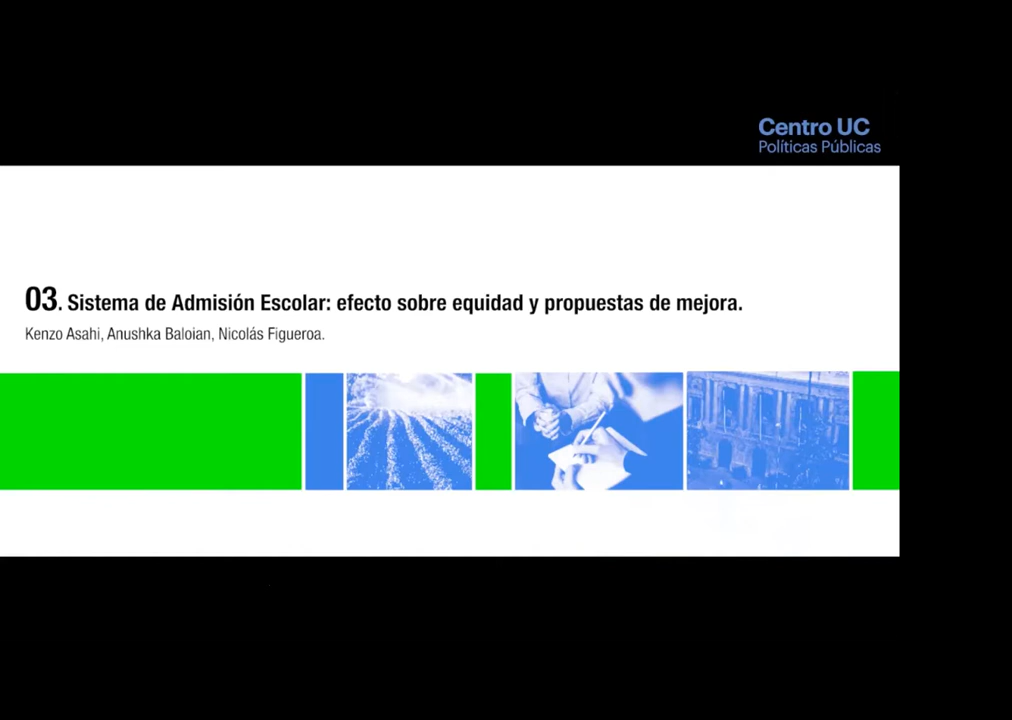 Centro UC
Políticas Públicas
03. Sistema de Admisión Escolar: efecto sobre equidad y propuestas de mejora.
Kenzo Asahi, Anushka Baloian, Nicolás Figueroa.